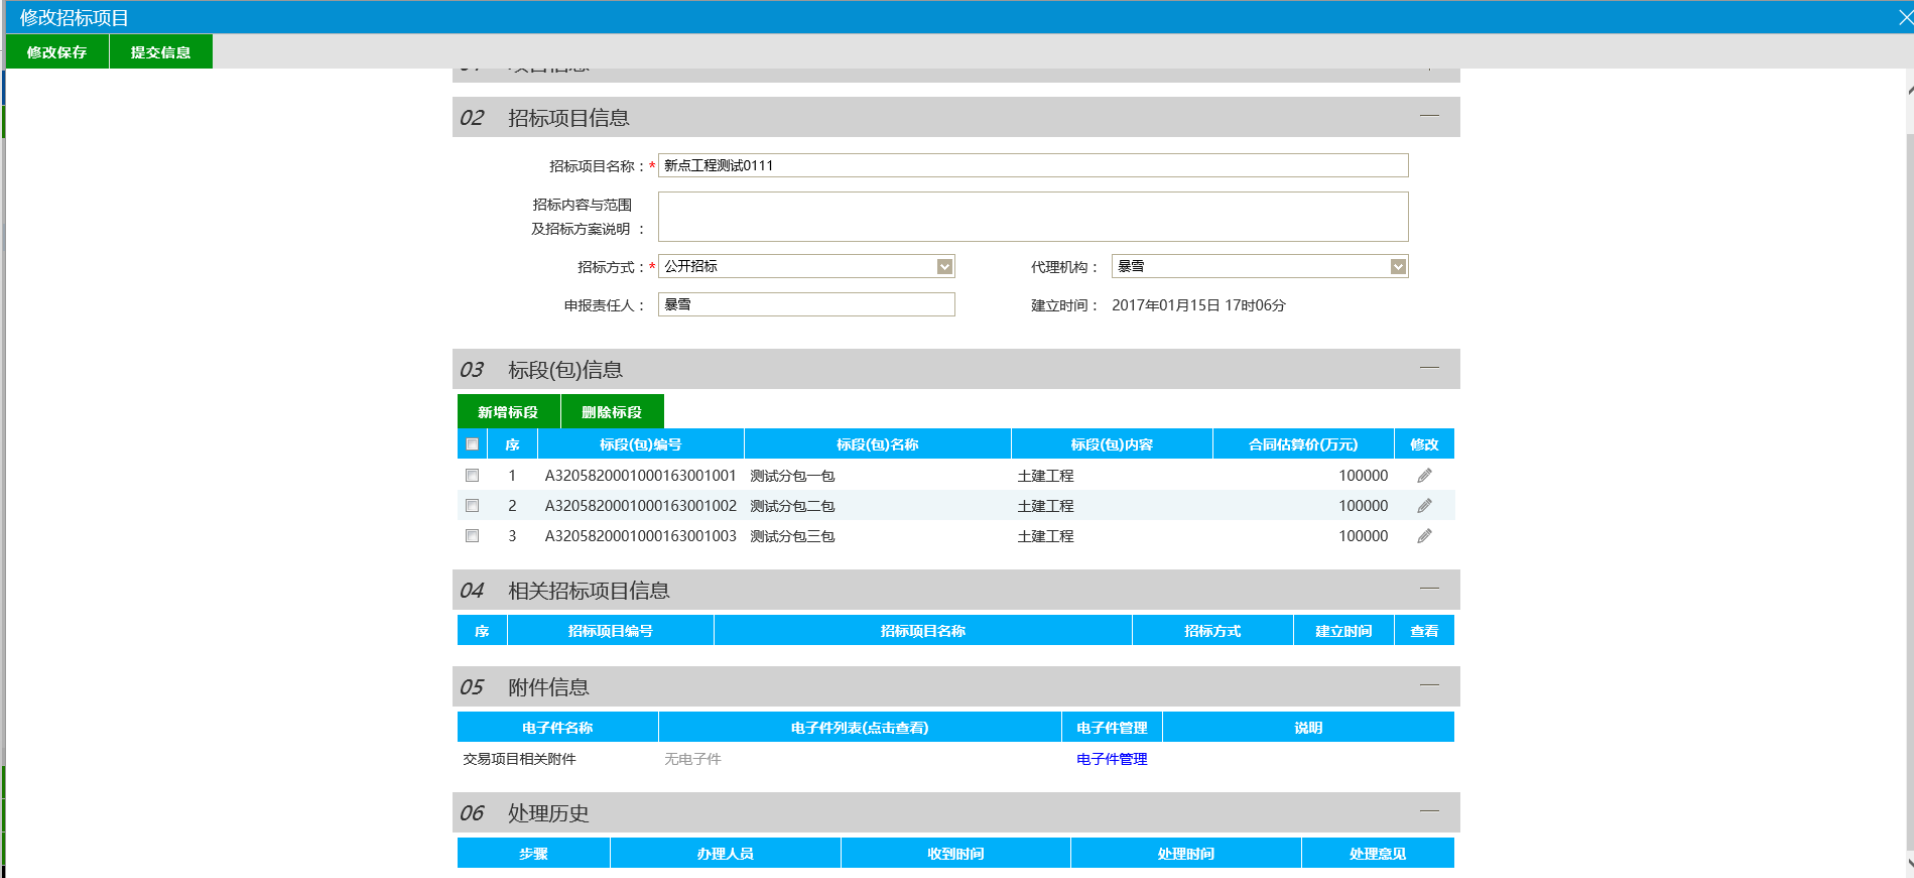 修改招标项目
修改保存 提交信息
02 招标项目信息
招标项目名称：* 新点工程测试0111
招标内容与范围
及招标方案说明 ：
招标方式：* 公开招标 代理机构： 暴雪
申报责任人： 暴雪 建立时间： 2017年01月15日 17时06分
03 标段(包)信息
新增标段 删除标段
序 标段(包)编号 标段(包)名称 标段(包)内容 合同估算价(万元) 修改
1 A3205820001000163001001 测试分包一包 土建工程 100000
2 A3205820001000163001002 测试分包二包 土建工程 100000
3 A3205820001000163001003 测试分包三包 土建工程 100000
04 相关招标项目信息
序 招标项目编号 招标项目名称 招标方式 建立时间 查看
05 附件信息
电子件名称 电子件列表(点击查看) 电子件管理 说明
交易项目相关附件 无电子件 电子件管理
06 处理历史
步骤 办理人员 收到时间 处理时间 处理意见